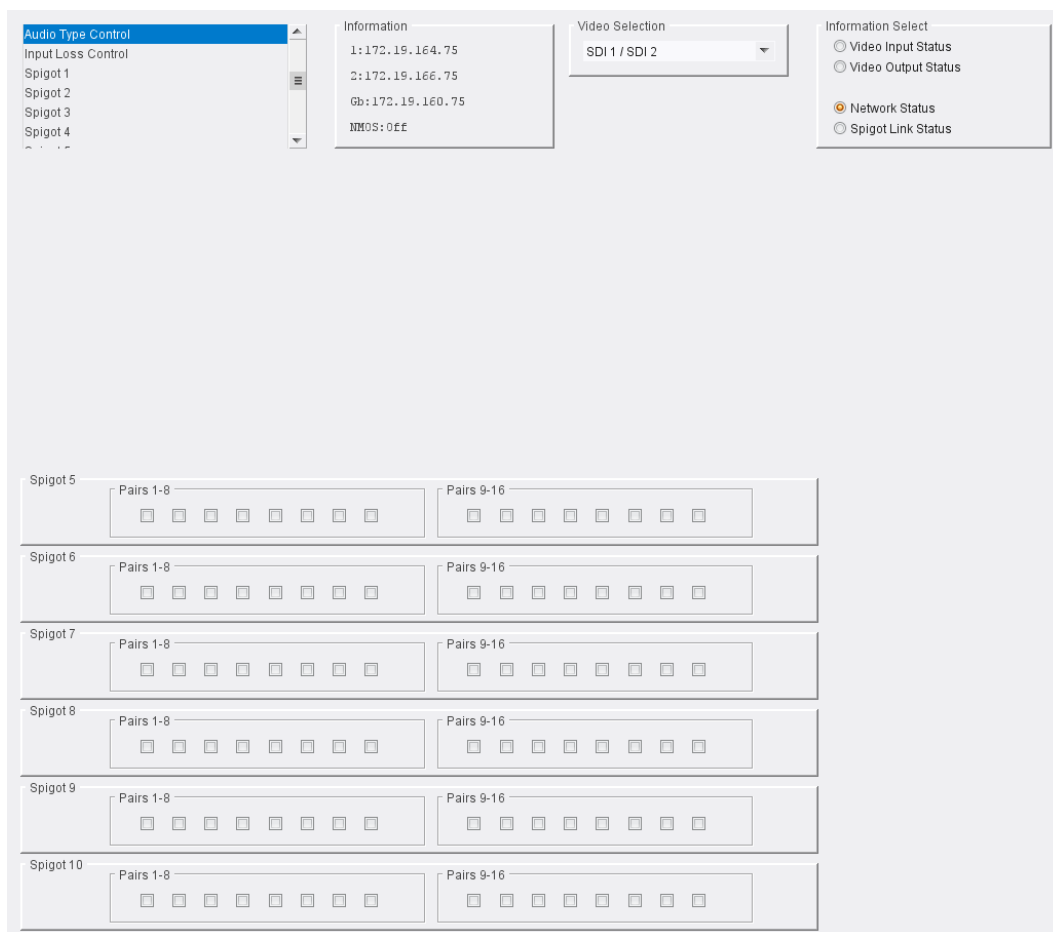 Audio Type Control
Input Loss Control
Spigot 1
Spigot 2
Spigot 3
Spigot 4
Information
1:172.19.164.75
2:172.19.166.75
Gb:172.19.160.75
NMOS:Off
Video Selection
SDI 1 / SDI 2
Information Select
Video Input Status
Video Output Status
Network Status
Spigot Link Status
Spigot 5
Pairs 1-8
Pairs 9-16
Spigot 6
Pairs 1-8
Pairs 9-16
Spigot 7
Pairs 1-8
Pairs 9-16
Spigot 8
Pairs 1-8
Pairs 9-16
Spigot 9
Pairs 1-8
Pairs 9-16
Spigot 10
Pairs 1-8
Pairs 9-16